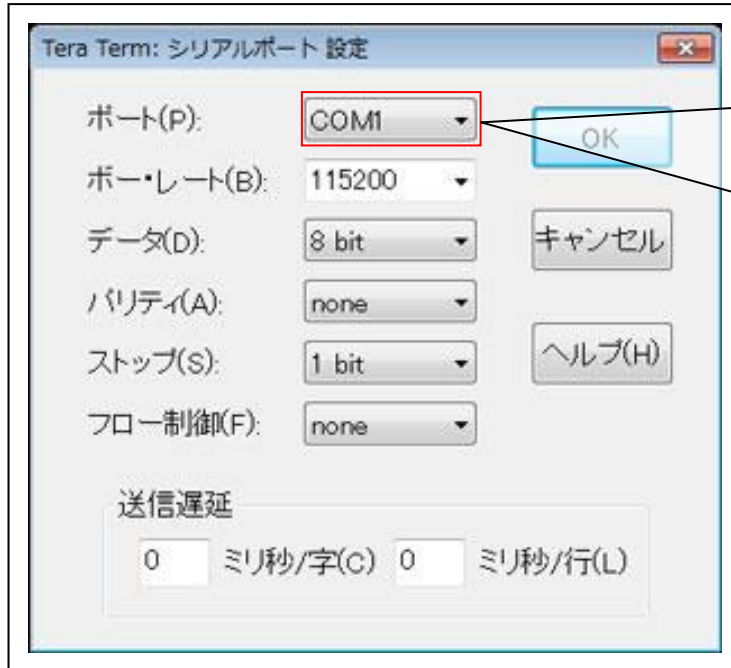 Tera Term: シリアルポート 設定
ポート(P): COM1
OK
ボー・レート(B): 115200
データ(D): 8 bit
キャンセル
パリティ(A): none
ストップ(S): 1 bit
ヘルプ(H)
フロー制御(F): none
送信遅延
0 ミリ秒/字(C) 0 ミリ秒/行(L)